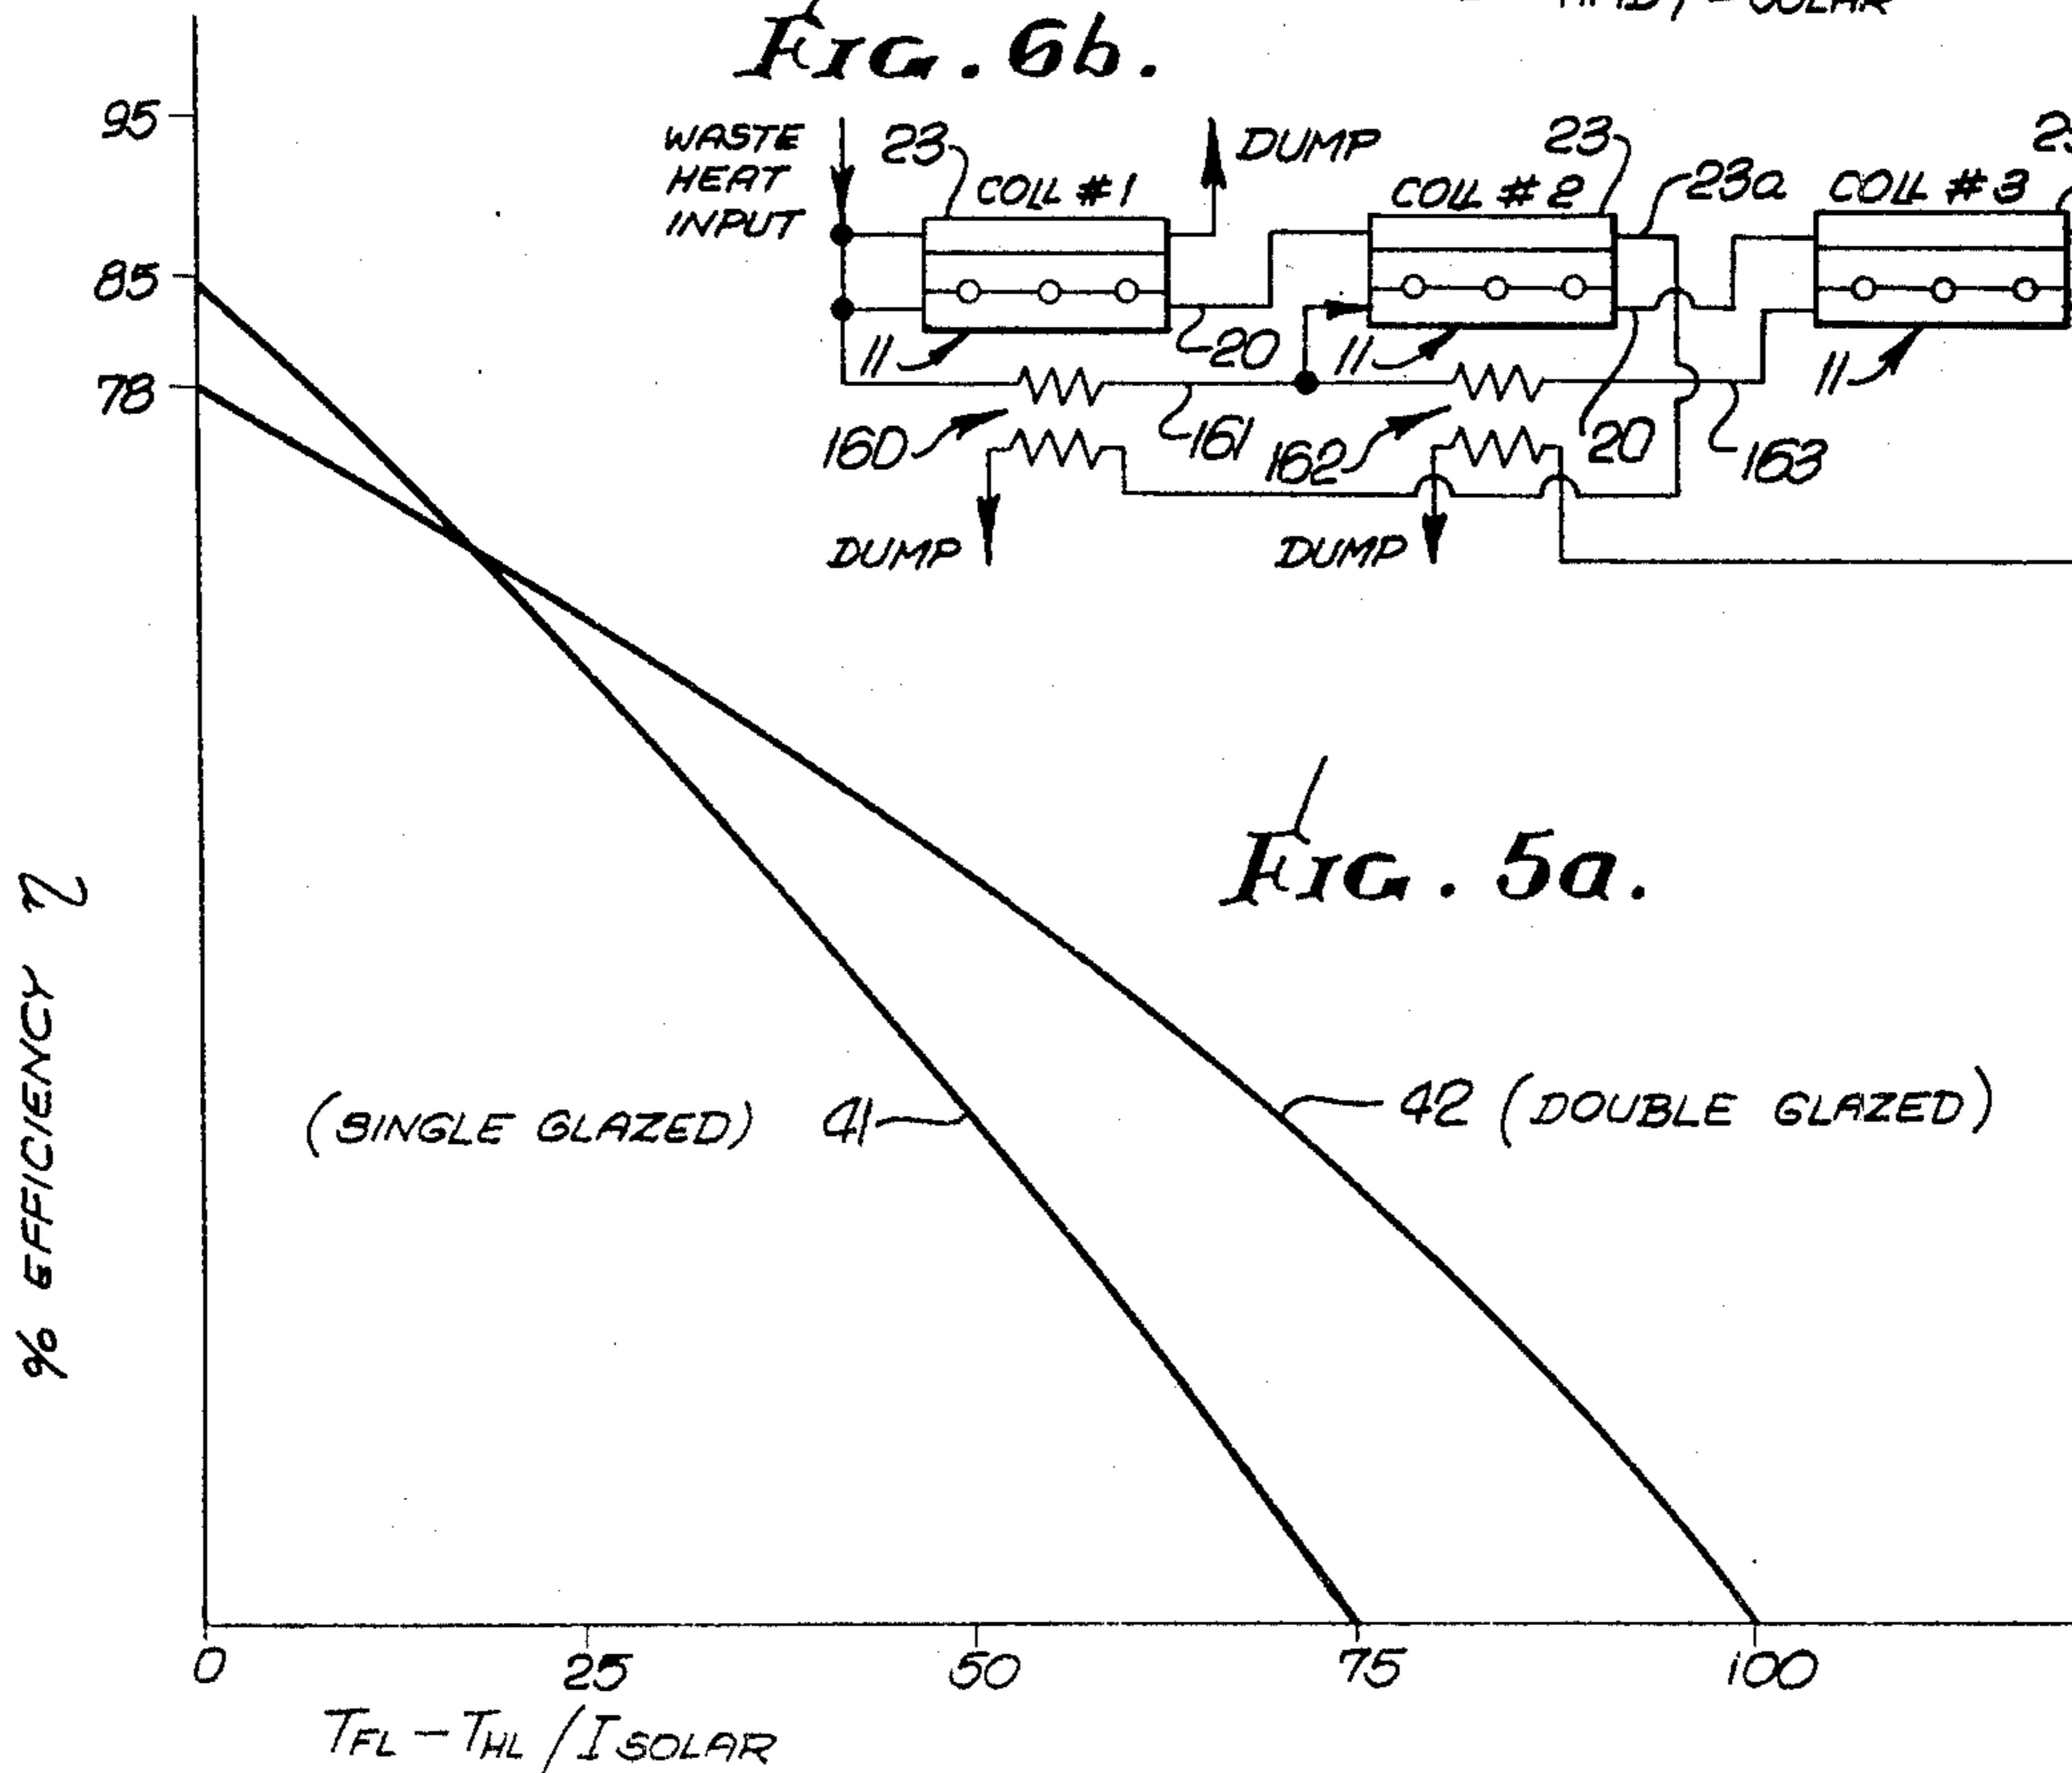 FIG. 6b.
95
85
78
WASTE
HEAT
INPUT
23
COLL #1
DUMP
23
COLL #2
23a
COLL #3
11
20
11
20
11
160
161
162
163
DUMP
DUMP
FIG. 5a.
% EFFICIENCY η
(SINGLE GLAZED) 41
42 (DOUBLE GLAZED)
0
25
50
75
100
TFL - THL / I SOLAR